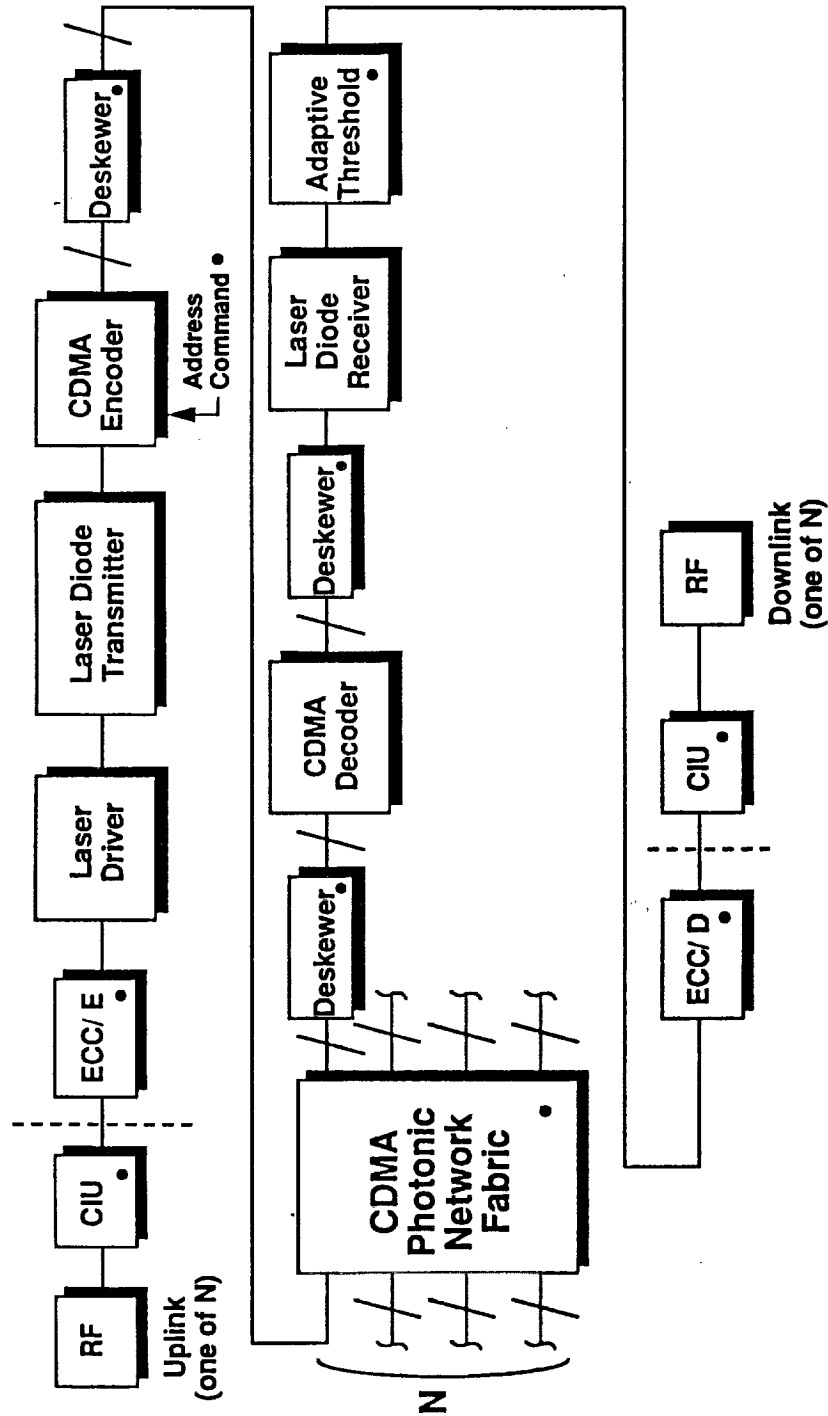 RF
Uplink
(one of N)
CIU
ECC/ E
Laser
Driver
Laser Diode
Transmitter
CDMA
Encoder
Address
Command
Deskewer
N
CDMA
Photonic
Network
Fabric
Deskewer
CDMA
Decoder
Deskewer
Laser
Diode
Receiver
Adaptive
Threshold
ECC/ D
CIU
RF
Downlink
(one of N)